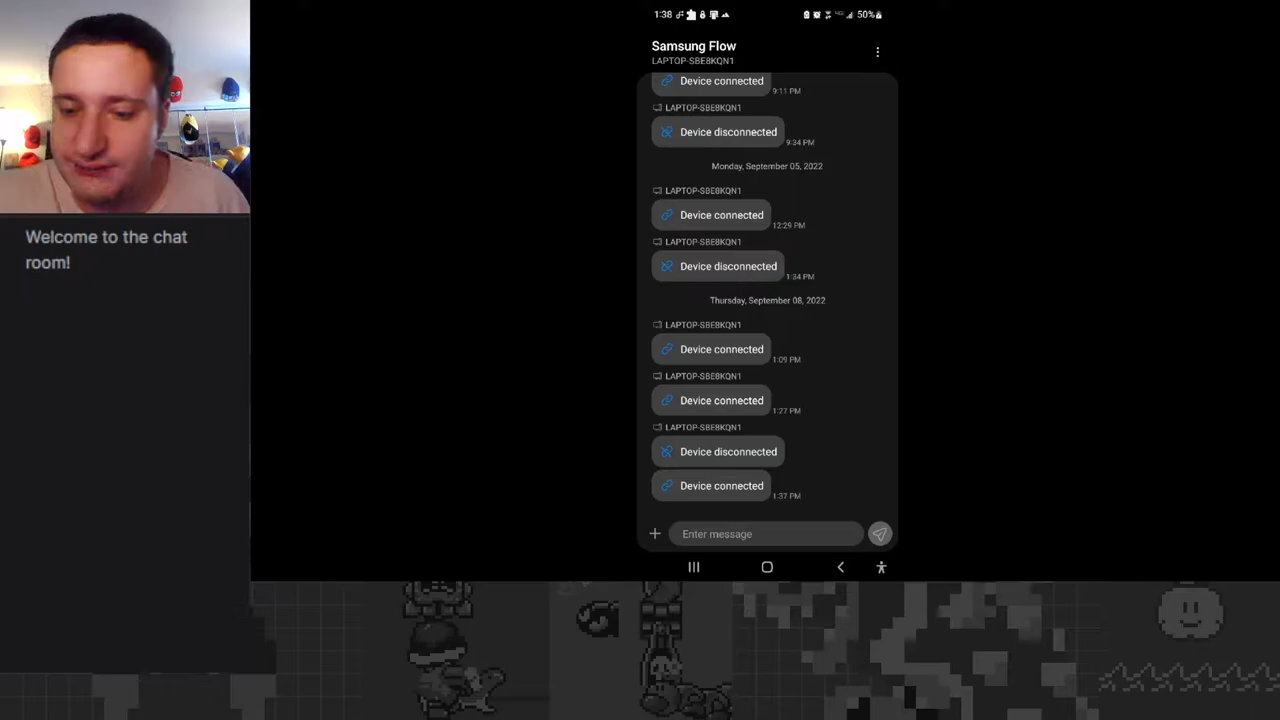 Welcome to the chat
room!
1:38
50%
Samsung Flow
LAPTOP-SBE8KQN1
Device connected
9:11 PM
LAPTOP-SBE8KQN1
Device disconnected
9:34 PM
Monday, September 05, 2022
LAPTOP-SBE8KQN1
Device connected
12:29 PM
LAPTOP-SBE8KQN1
Device disconnected
1:34 PM
Thursday, September 08, 2022
LAPTOP-SBE8KQN1
Device connected
1:09 PM
LAPTOP-SBE8KQN1
Device connected
1:27 PM
LAPTOP-SBE8KQN1
Device disconnected
Device connected
1:37 PM
Enter message